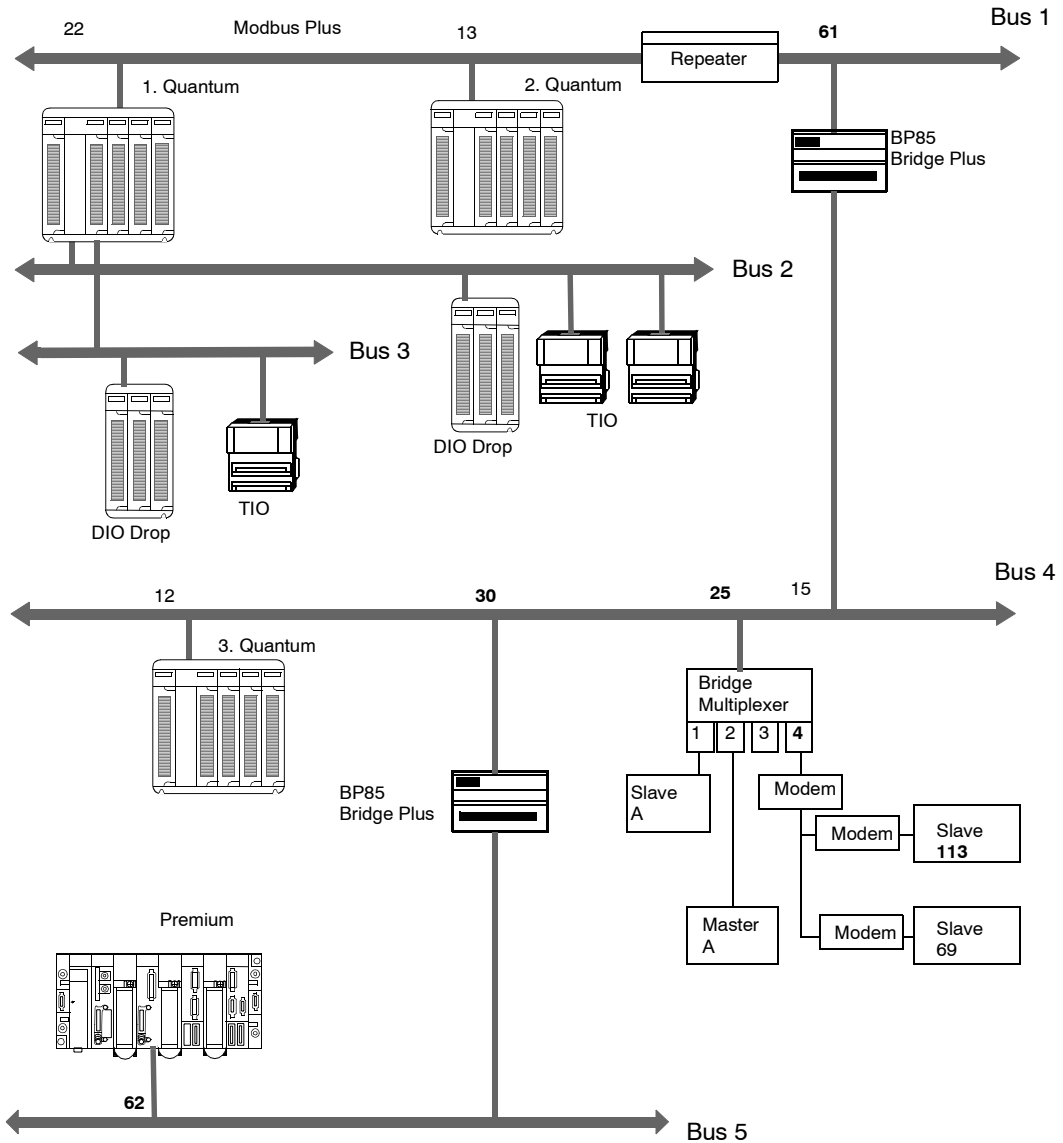 22
Modbus Plus
13
61
Bus 1
Repeater
1. Quantum
2. Quantum
BP85
Bridge Plus
Bus 2
Bus 3
TIO
DIO Drop
TIO
DIO Drop
Bus 4
12
30
25
15
3. Quantum
Bridge
Multiplexer
1
2
3
4
BP85
Bridge Plus
Slave
A
Modem
Modem
Slave
113
Master
A
Modem
Slave
69
Premium
62
Bus 5